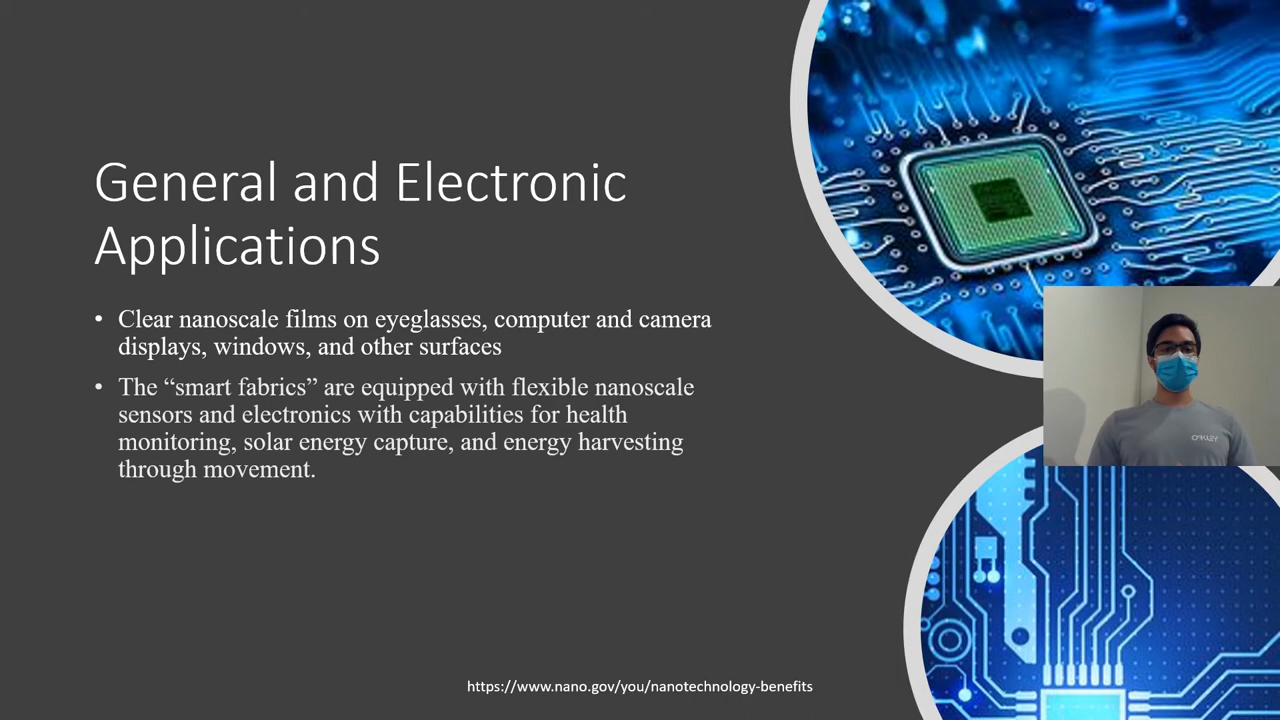 General and Electronic
Applications
• Clear nanoscale films on eyeglasses, computer and camera
displays, windows, and other surfaces
• The “smart fabrics” are equipped with flexible nanoscale
sensors and electronics with capabilities for health
monitoring, solar energy capture, and energy harvesting
through movement.
OAKLEY
https://www.nano.gov/you/nanotechnology-benefits